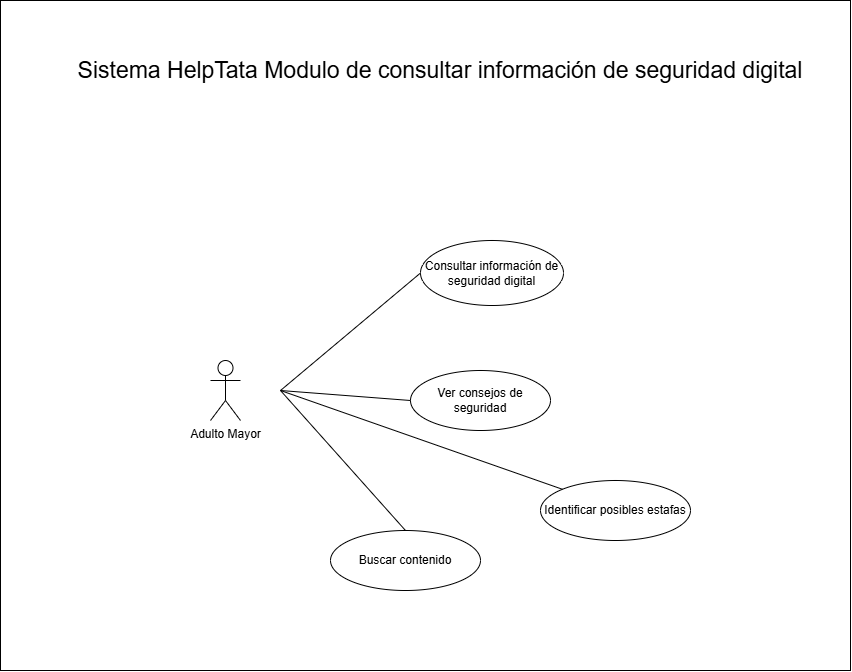 Sistema HelpTata Modulo de consultar información de seguridad digital
Consultar información de
seguridad digital
Ver consejos de
seguridad
Adulto Mayor
Identificar posibles estafas
Buscar contenido